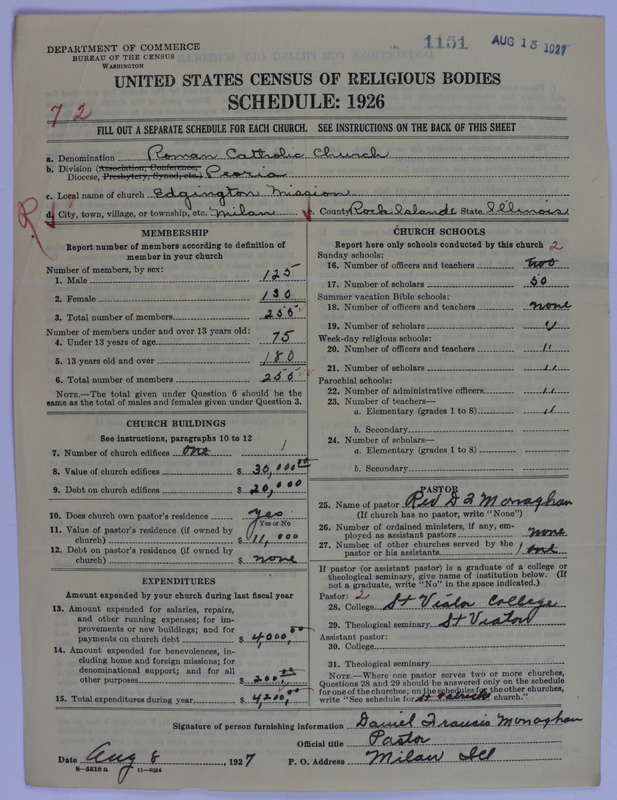 DEPARTMENT OF COMMERCE
BUREAU OF THE CENSUS
WASHINGTON
1151
AUG 15 1927
UNITED STATES CENSUS OF RELIGIOUS BODIES
SCHEDULE: 1926
72
FILL OUT A SEPARATE SCHEDULE FOR EACH CHURCH. SEE INSTRUCTIONS ON THE BACK OF THIS SHEET
a. Denomination Roman Catholic Church
b. Division (Association, Conference,
Diocese, Presbytery, Synod, etc.) Peoria
c. Local name of church Edgington Mission
d. City, town, village, or township, etc. Milan e. County Rock Island State Illinois
R
MEMBERSHIP
Report number of members according to definition of
member in your church
Number of members, by sex:
1. Male 125
2. Female 130
3. Total number of members 255
Number of members under and over 13 years old:
4. Under 13 years of age 75
5. 13 years old and over 180
6. Total number of members 255
NOTE.—The total given under Question 6 should be the
same as the total of males and females given under Question 3.
CHURCH BUILDINGS
See instructions, paragraphs 10 to 12
7. Number of church edifices one 1
8. Value of church edifices $ 30,000.00
9. Debt on church edifices $ 20,000
10. Does church own pastor's residence yes
Yes or No
11. Value of pastor's residence (if owned by
church) $ 11,000
12. Debt on pastor's residence (if owned by
church) $ none
EXPENDITURES
Amount expended by your church during last fiscal year
13. Amount expended for salaries, repairs,
and other running expenses; for im-
provements or new buildings; and for
payments on church debt $ 4,000.00
14. Amount expended for benevolences, in-
cluding home and foreign missions; for
denominational support; and for all
other purposes $ 200.00
15. Total expenditures during year $ 4,200.00
CHURCH SCHOOLS
Report here only schools conducted by this church
Sunday schools: 2
16. Number of officers and teachers two
17. Number of scholars 50
Summer vacation Bible schools:
18. Number of officers and teachers none
19. Number of scholars "
Week-day religious schools:
20. Number of officers and teachers "
21. Number of scholars "
Parochial schools:
22. Number of administrative officers "
23. Number of teachers—
a. Elementary (grades 1 to 8) "
b. Secondary
24. Number of scholars—
a. Elementary (grades 1 to 8)
b. Secondary
PASTOR
25. Name of pastor Rev D F Monaghan
(If church has no pastor, write "None")
26. Number of ordained ministers, if any, em-
ployed as assistant pastors none
27. Number of other churches served by the
pastor or his assistants 1 one
If pastor (or assistant pastor) is a graduate of a college or
theological seminary, give name of institution below. (If
not a graduate, write "No" in the space indicated.)
Pastor: 2
28. College St Viator College
29. Theological seminary St Viator
Assistant pastor:
30. College
31. Theological seminary
NOTE.—Where one pastor serves two or more churches,
Questions 28 and 29 should be answered only on the schedule
for one of the churches; on the schedules for the other churches,
write "See schedule for St Patricks church."
Signature of person furnishing information Daniel Francis Monaghan
Official title Pastor
Date Aug 8, 1927 P. O. Address Milan Ill
8—5518 a 11—9054